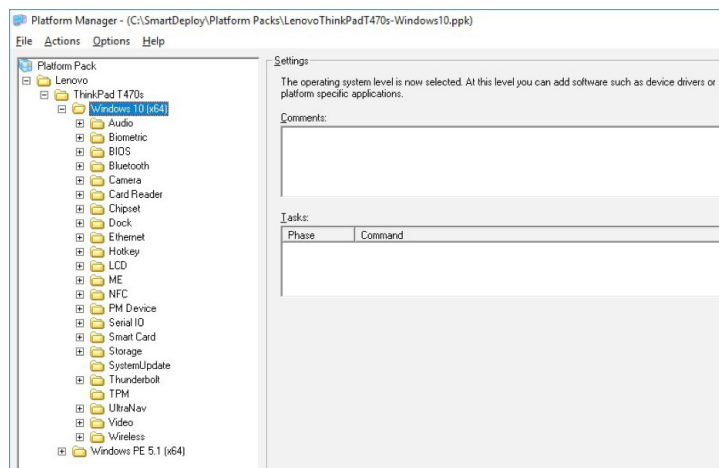 Platform Manager - (C:\SmartDeploy\Platform Packs\LenovoThinkPadT470s-Windows10.ppk)
File Actions Options Help
Platform Pack
Lenovo
ThinkPad T470s
Windows 10 (x64)
Audio
Biometric
BIOS
Bluetooth
Camera
Card Reader
Chipset
Dock
Ethernet
Hotkey
LCD
ME
NFC
PM Device
Serial IO
Smart Card
Storage
SystemUpdate
Thunderbolt
TPM
UltraNav
Video
Wireless
Windows PE 5.1 (x64)
Settings
The operating system level is now selected. At this level you can add software such as device drivers or
platform specific applications.
Comments:
Tasks:
Phase Command